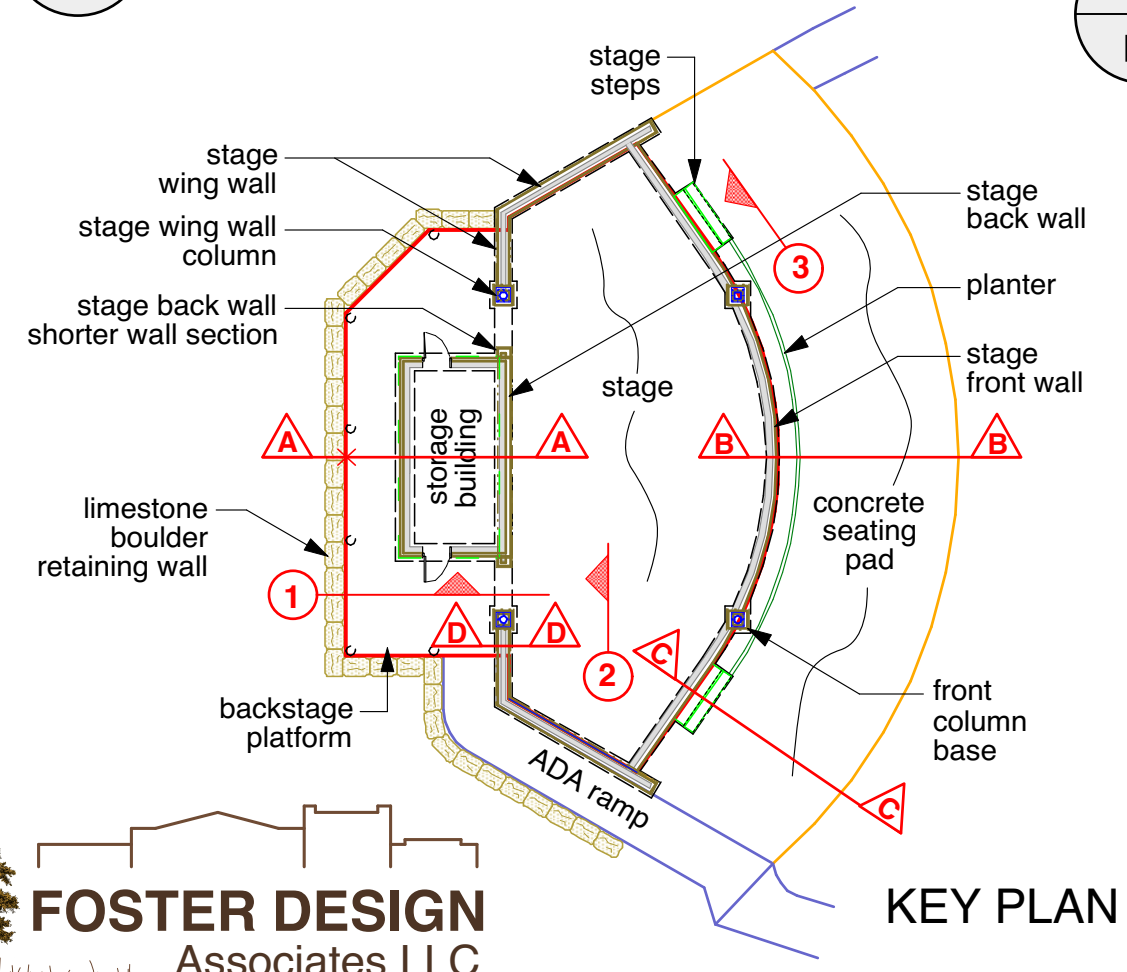 stage
steps
stage
wing wall
stage wing wall
column
stage back wall
shorter wall section
stage
back wall
3
planter
stage
front wall
stage
storage
building
A
A
B
B
limestone
boulder
retaining wall
concrete
seating
pad
1
D
D
2
C
C
front
column
base
backstage
platform
ADA ramp
FOSTER DESIGN
Associates LLC
KEY PLAN